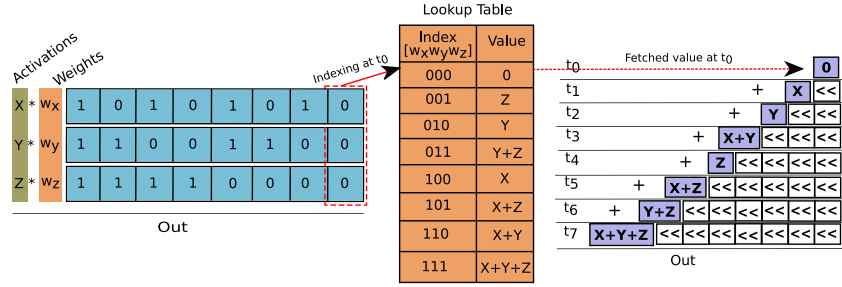 Activations
Weights
X * wx 1 0 1 0 1 0 1 0
Y * wy 1 1 0 0 1 1 0 0
Z * wz 1 1 1 1 0 0 0 0
Out
Indexing at t0
Lookup Table
Index [wxwywz] Value
000 0
001 Z
010 Y
011 Y+Z
100 X
101 X+Z
110 X+Y
111 X+Y+Z
Fetched value at t0
t0 0
t1 + X <<
t2 + Y << <<
t3 + X+Y << << << <<
t4 + Z << << << << <<
t5 + X+Z << << << << <<
t6 + Y+Z << << << << << <<
t7 X+Y+Z << << << << << << <<
Out